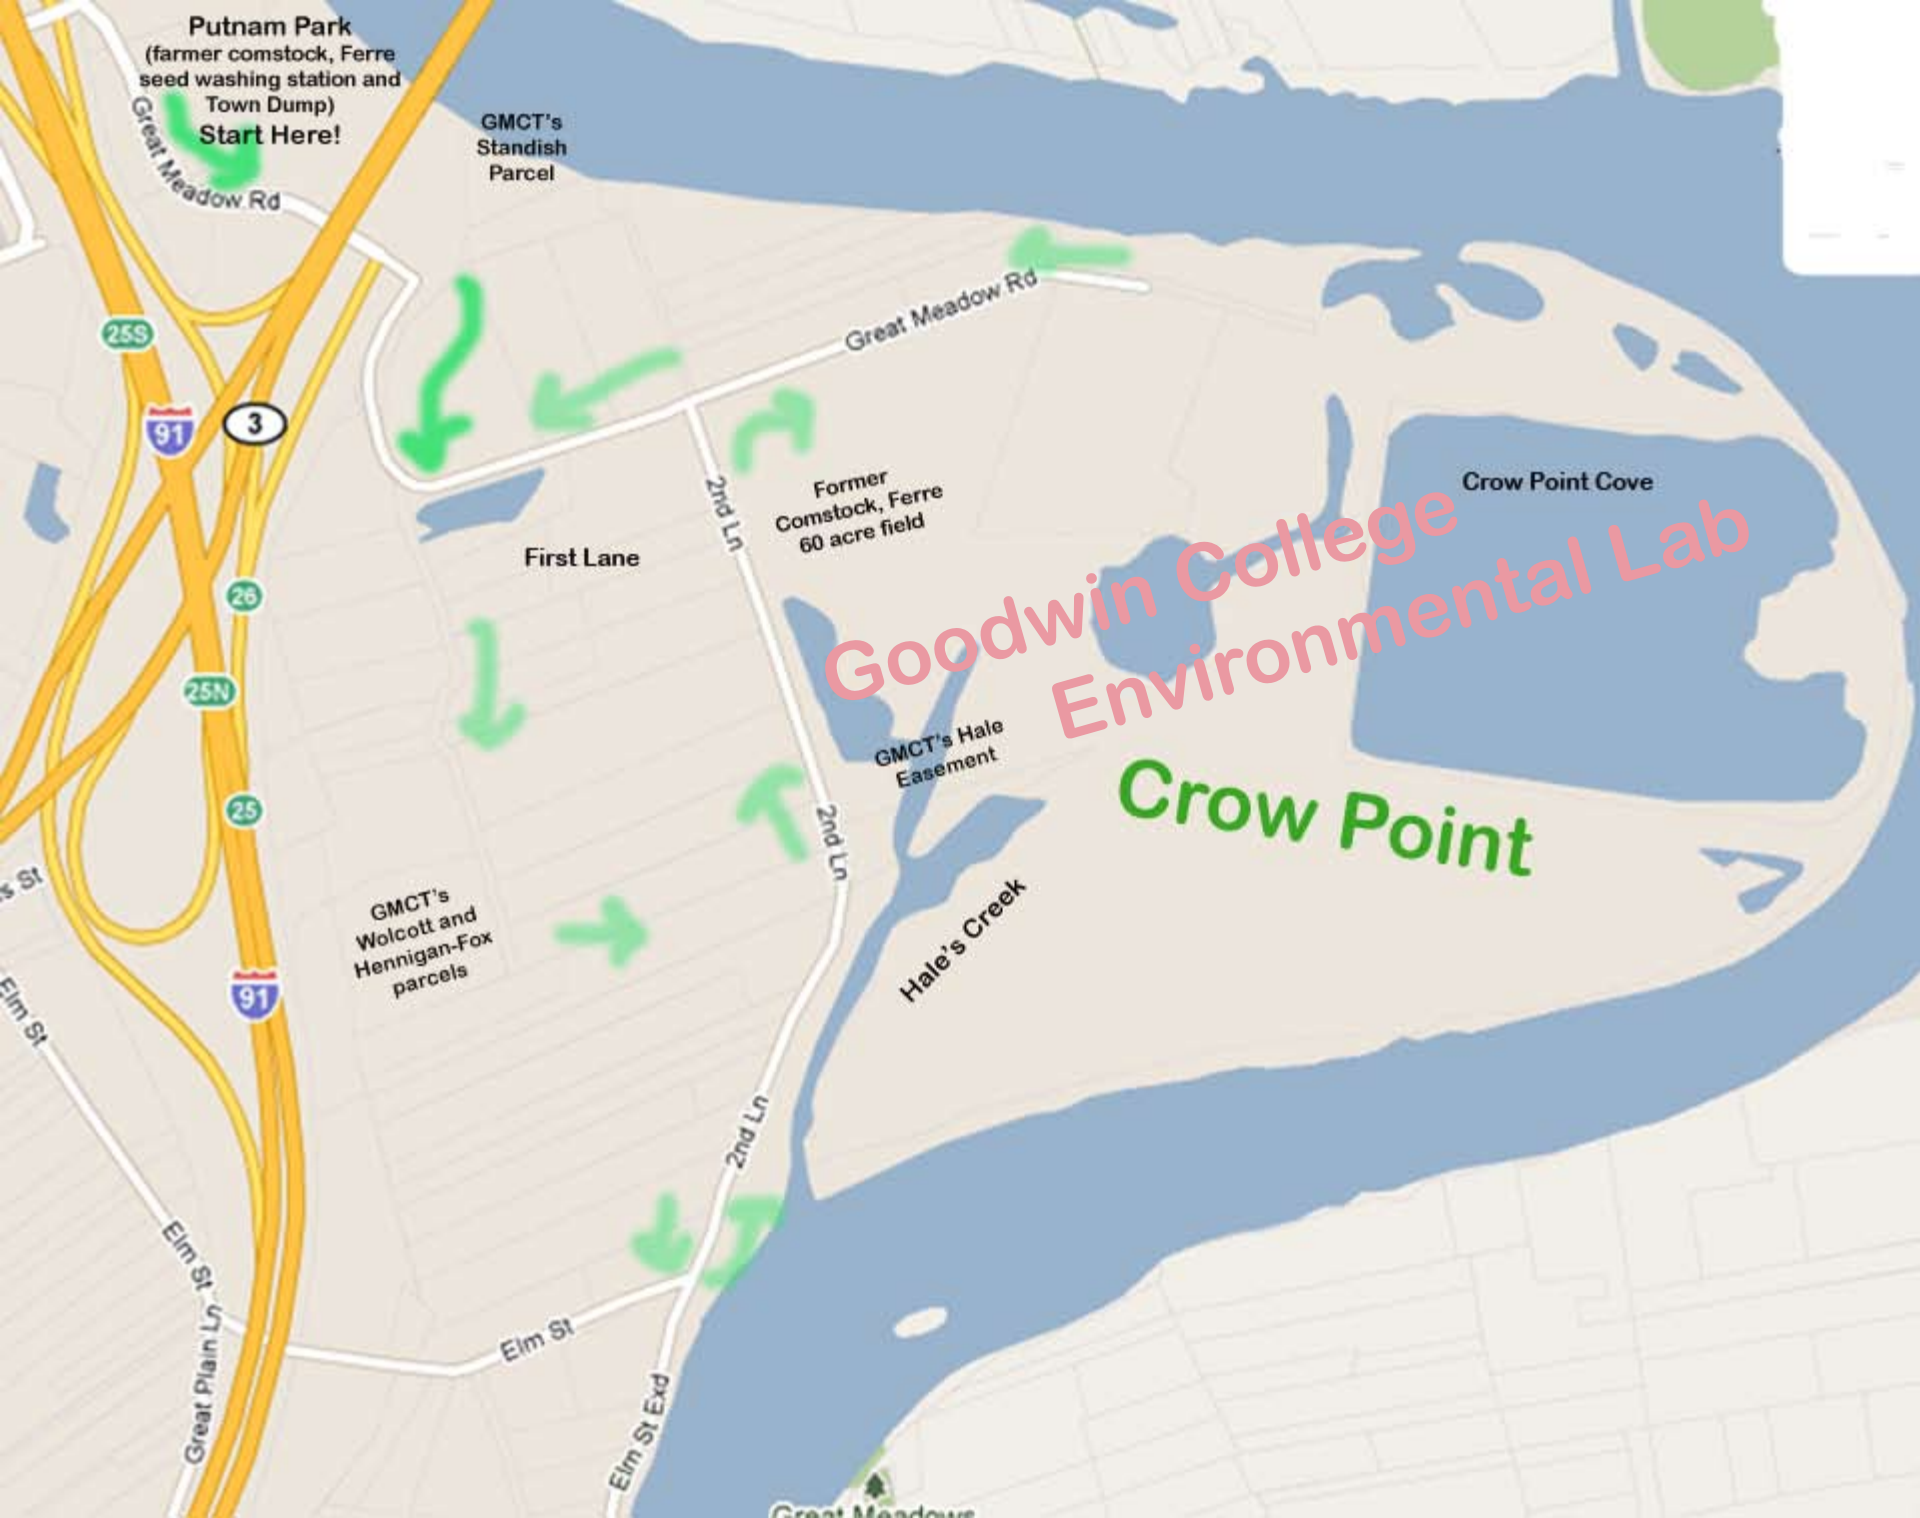 Putnam Park
(farmer comstock, Ferre
seed washing station and
Town Dump)
Start Here!
Great Meadow Rd
GMCT's
Standish
Parcel
Great Meadow Rd
25S
91
3
2nd Ln
Former
Comstock, Ferre
60 acre field
Crow Point Cove
First Lane
Goodwin College
Environmental Lab
26
25N
GMCT's Hale
Easement
25
Crow Point
2nd Ln
s St
GMCT's
Wolcott and
Hennigan-Fox
parcels
Hale's Creek
91
Elm St
2nd Ln
Elm St
Elm St
Great Plain Ln
Elm St Exd
Great Meadows